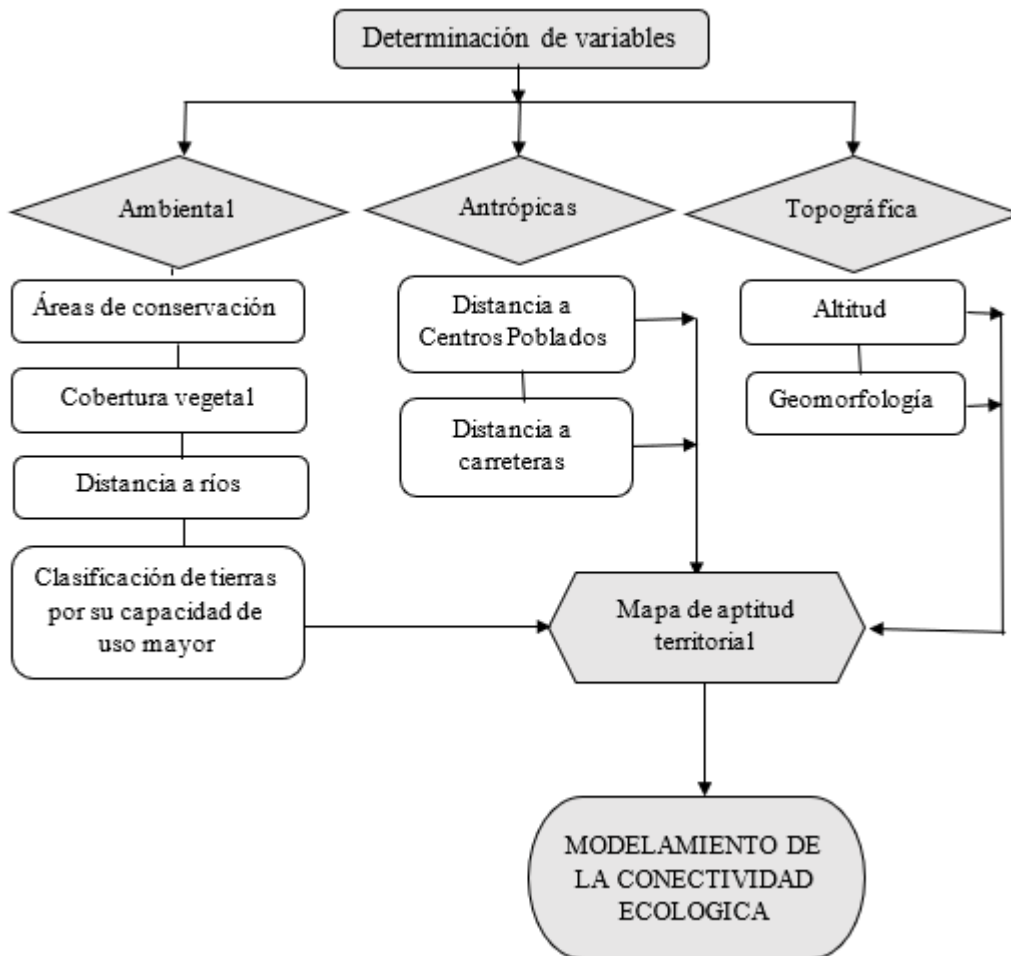 Determinación de variables
Ambiental
Antrópicas
Topográfica
Áreas de conservación
Cobertura vegetal
Distancia a ríos
Clasificación de tierras
por su capacidad de
uso mayor
Distancia a
Centros Poblados
Distancia a
carreteras
Altitud
Geomorfología
Mapa de aptitud
territorial
MODELAMIENTO DE
LA CONECTIVIDAD
ECOLOGICA